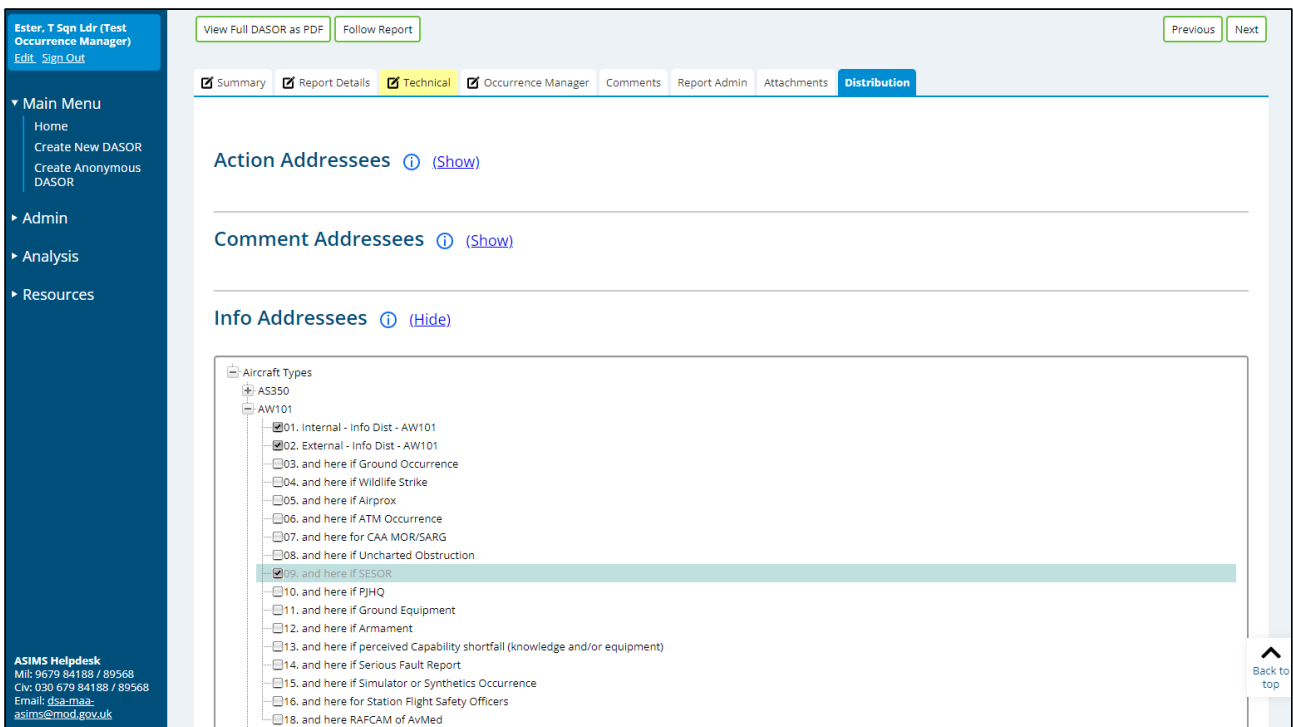 Ester, T Sqn Ldr (Test
Occurrence Manager)
Edit Sign Out
Main Menu
Home
Create New DASOR
Create Anonymous
DASOR
Admin
Analysis
Resources
ASIMS Helpdesk
Mil: 9679 84188 / 89568
Civ: 030 679 84188 / 89568
Email: dsa-maa-
asims@mod.gov.uk
View Full DASOR as PDF Follow Report Previous Next
Summary Report Details Technical Occurrence Manager Comments Report Admin Attachments Distribution
Action Addressees (Show)
Comment Addressees (Show)
Info Addressees (Hide)
Aircraft Types
AS350
AW101
01. Internal - Info Dist - AW101
02. External - Info Dist - AW101
03. and here if Ground Occurrence
04. and here if Wildlife Strike
05. and here if Airprox
06. and here if ATM Occurrence
07. and here for CAA MOR/SARG
08. and here if Uncharted Obstruction
09. and here if SESOR
10. and here if PJHQ
11. and here if Ground Equipment
12. and here if Armament
13. and here if perceived Capability shortfall (knowledge and/or equipment)
14. and here if Serious Fault Report
15. and here if Simulator or Synthetics Occurrence
16. and here for Station Flight Safety Officers
18. and here RAFCAM of AvMed
Back to
top